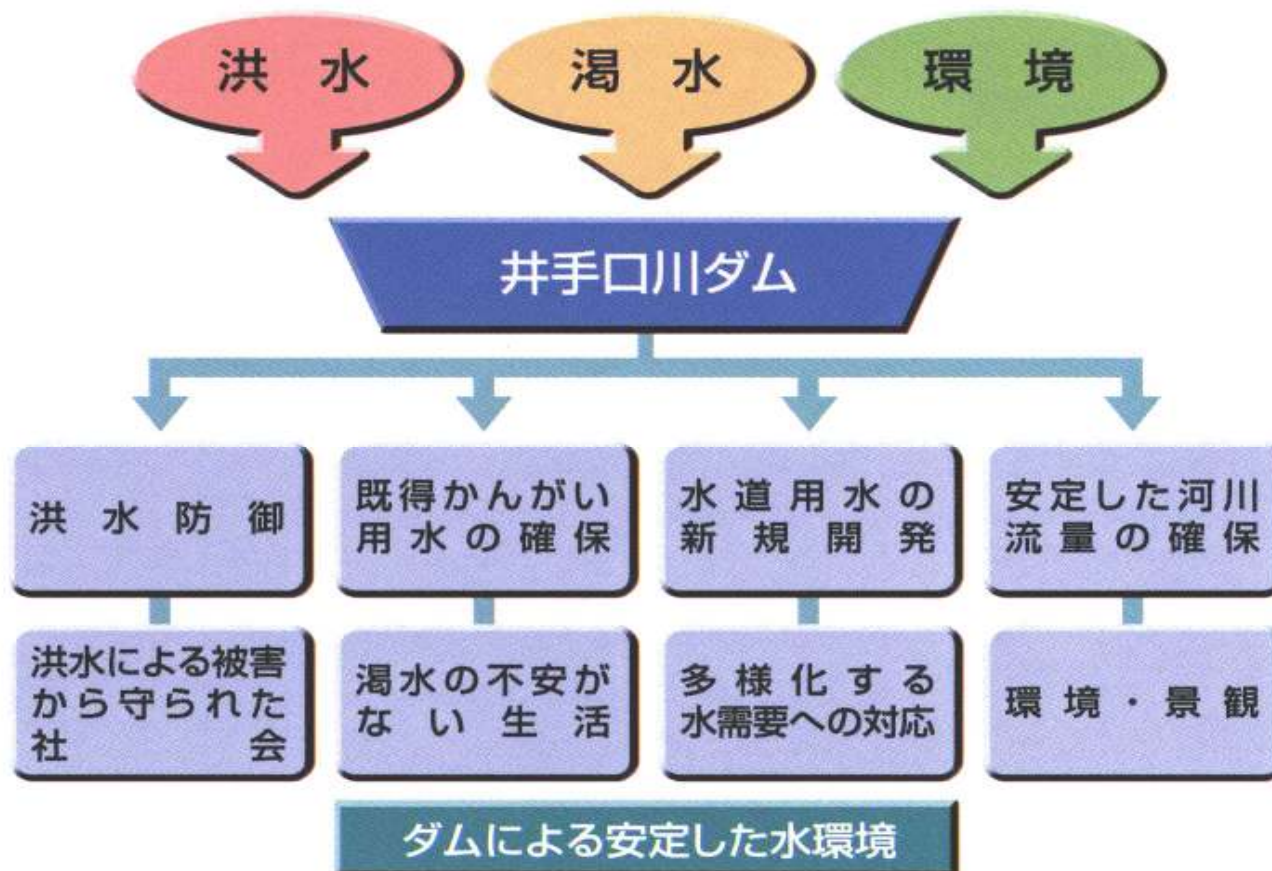 洪水
渇水
環境
井手口川ダム
洪水防御
既得かんがい
用水の確保
水道用水の
新規開発
安定した河川
流量の確保
洪水による被害
から守られた
社会
渇水の不安が
ない生活
多様化する
水需要への対応
環境・景観
ダムによる安定した水環境